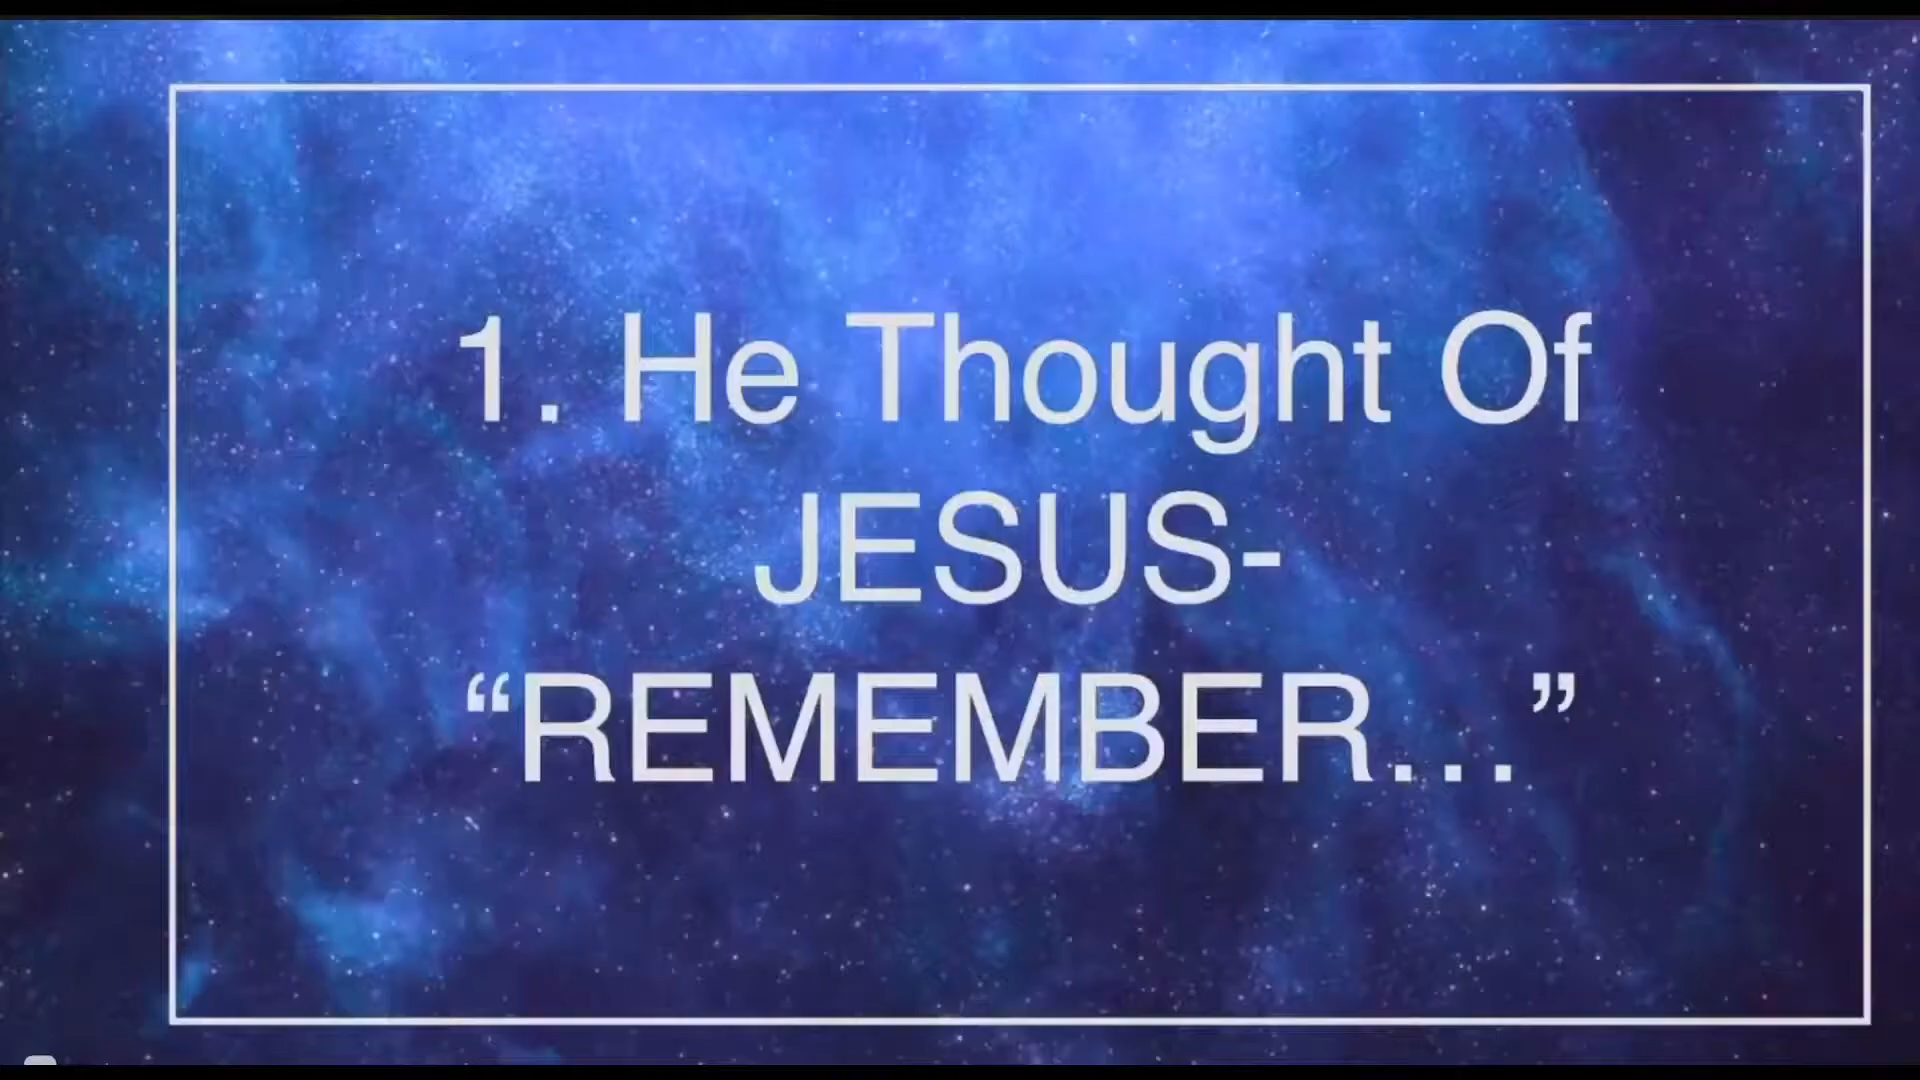 1. He Thought Of
JESUS-
“REMEMBER…”